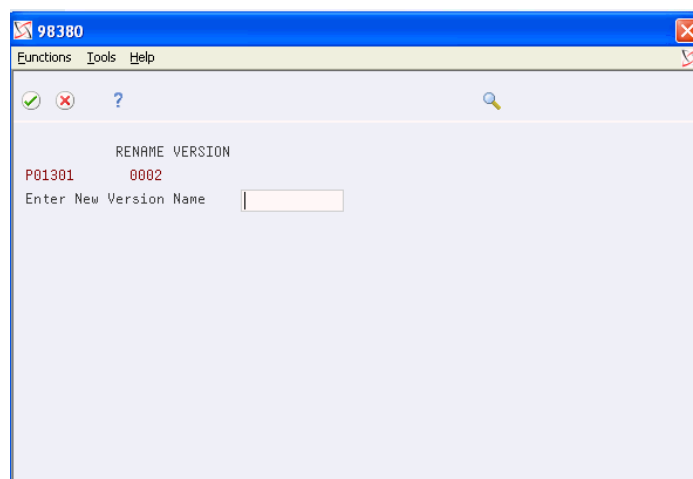 98380
Functions Tools Help
?
RENAME VERSION
P01301 0002
Enter New Version Name